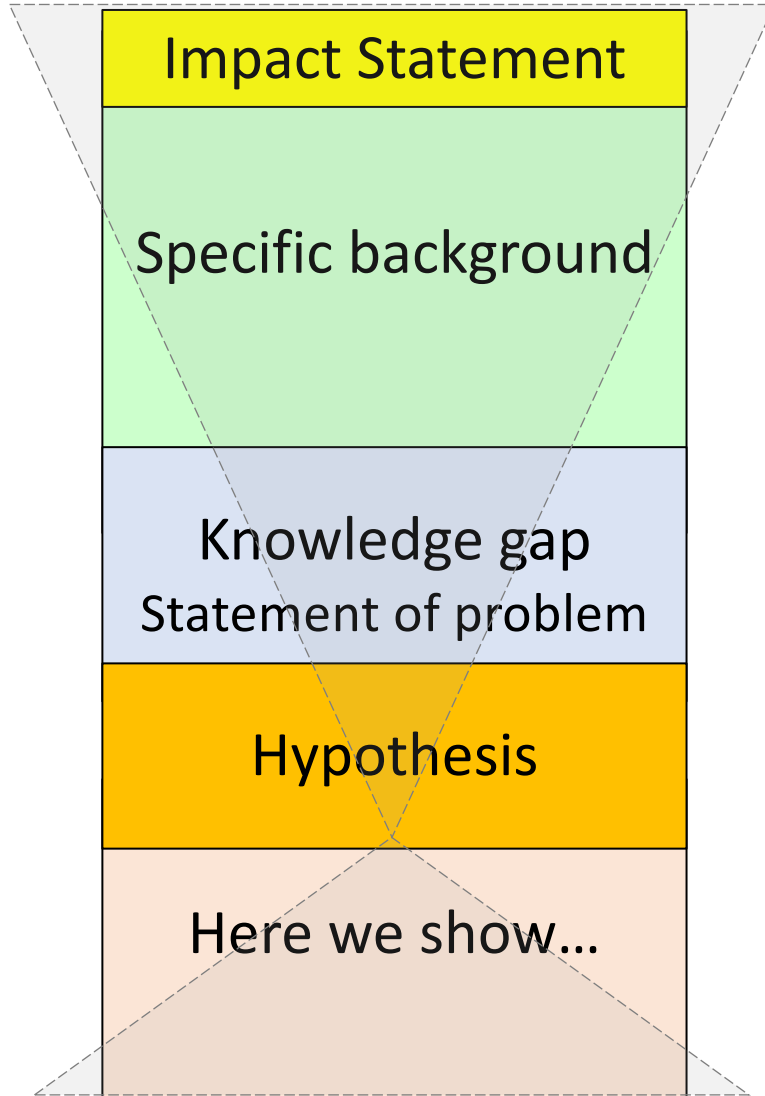 Impact Statement
Specific background
Knowledge gap
Statement of problem
Hypothesis
Here we show…